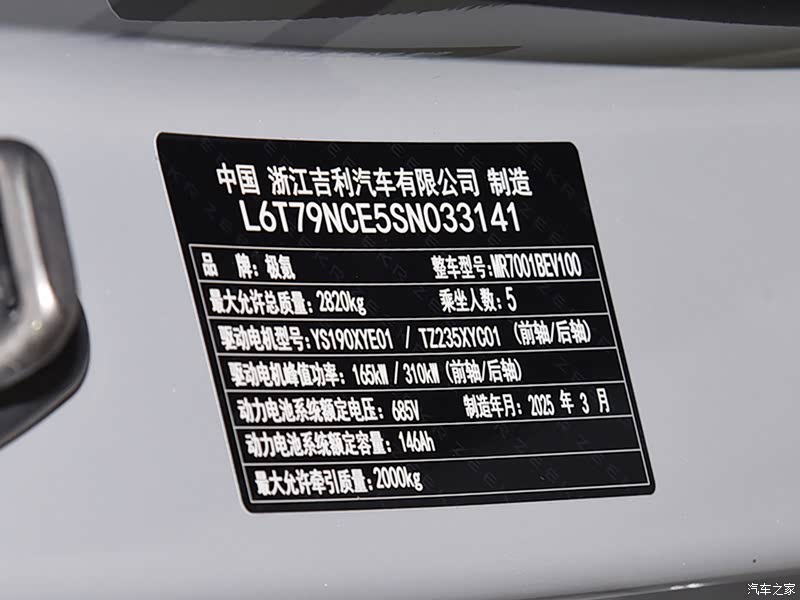 中国 浙江吉利汽车有限公司 制造
L6T79NCE5SN033141
品 牌:极氪 整车型号:MR7001BEV100
最大允许总质量:2820kg 乘坐人数:5
驱动电机型号:YS190XYE01 / TZ235XYC01 (前轴/后轴)
驱动电机峰值功率:165kW / 310kW (前轴/后轴)
动力电池系统额定电压:685V 制造年月:2025 年 3 月
动力电池系统额定容量:146Ah
最大允许牵引质量:2000kg
汽车之家